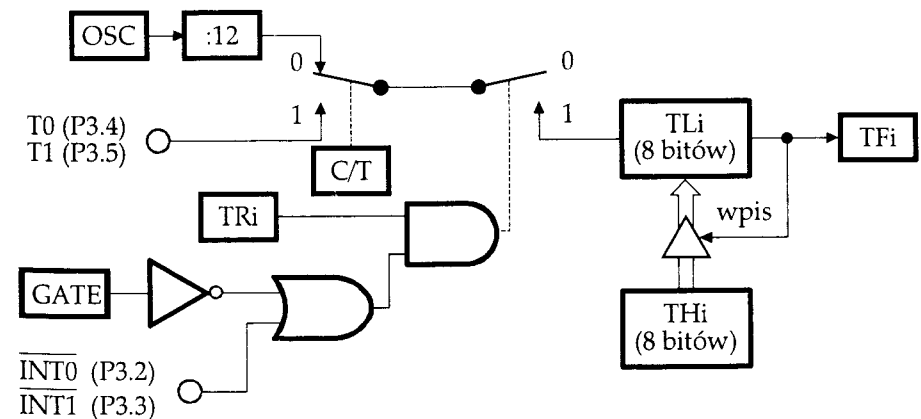 OSC
:12
0
1
T0 (P3.4)
T1 (P3.5)
C/T
0
1
TLi
(8 bitów)
TFi
TRi
wpis
GATE
THi
(8 bitów)
INT0 (P3.2)
INT1 (P3.3)